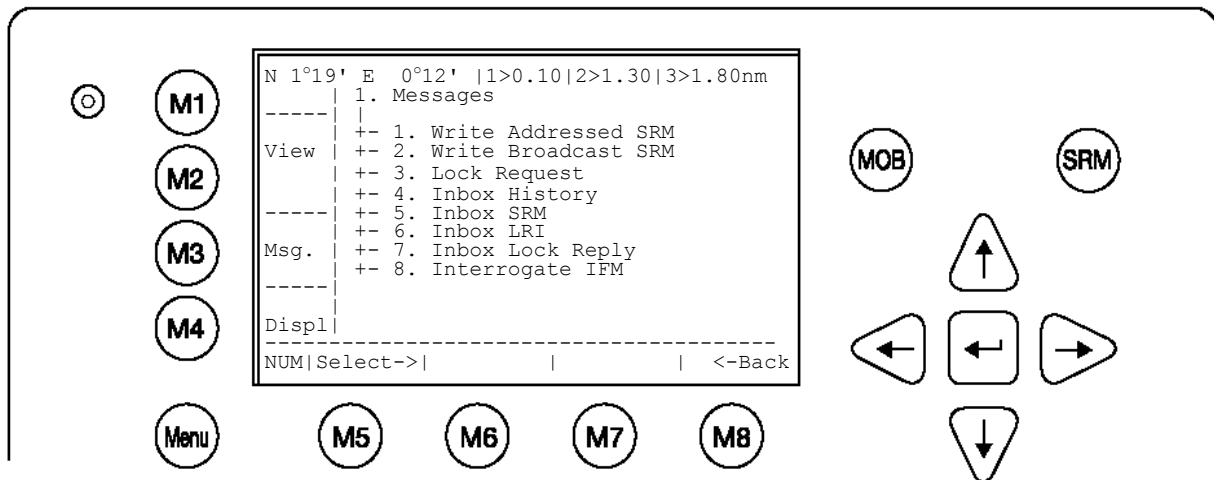 N 1°19' E 0°12' |1>0.10|2>1.30|3>1.80nm
| 1. Messages
-----| |
| +- 1. Write Addressed SRM
View | +- 2. Write Broadcast SRM
| +- 3. Lock Request
| +- 4. Inbox History
-----| +- 5. Inbox SRM
| +- 6. Inbox LRI
Msg. | +- 7. Inbox Lock Reply
| +- 8. Interrogate IFM
-----|
|
Displ|
-----------------------------------------
NUM|Select->| | | <-Back
M1
M2
M3
M4
Menu
M5
M6
M7
M8
MOB
SRM